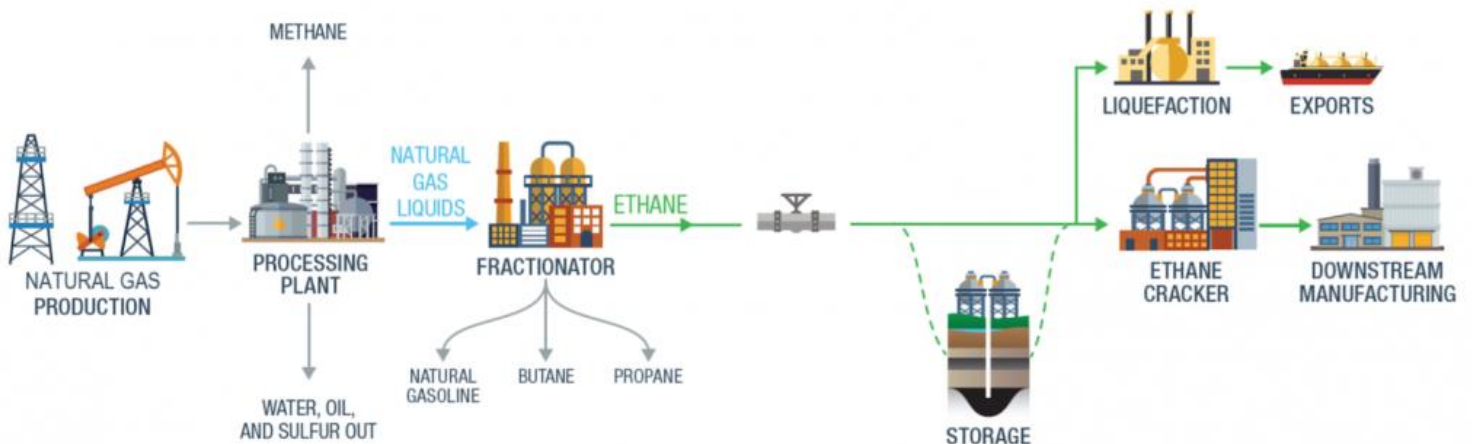 METHANE
NATURAL GAS
PRODUCTION
PROCESSING
PLANT
WATER, OIL,
AND SULFUR OUT
NATURAL
GAS
LIQUIDS
FRACTIONATOR
NATURAL
GASOLINE
BUTANE
PROPANE
ETHANE
STORAGE
LIQUEFACTION
EXPORTS
ETHANE
CRACKER
DOWNSTREAM
MANUFACTURING